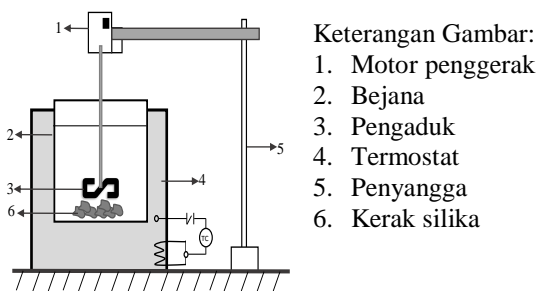 1
2
3
6
4
5
TC
Keterangan Gambar:
1. Motor penggerak
2. Bejana
3. Pengaduk
4. Termostat
5. Penyangga
6. Kerak silika